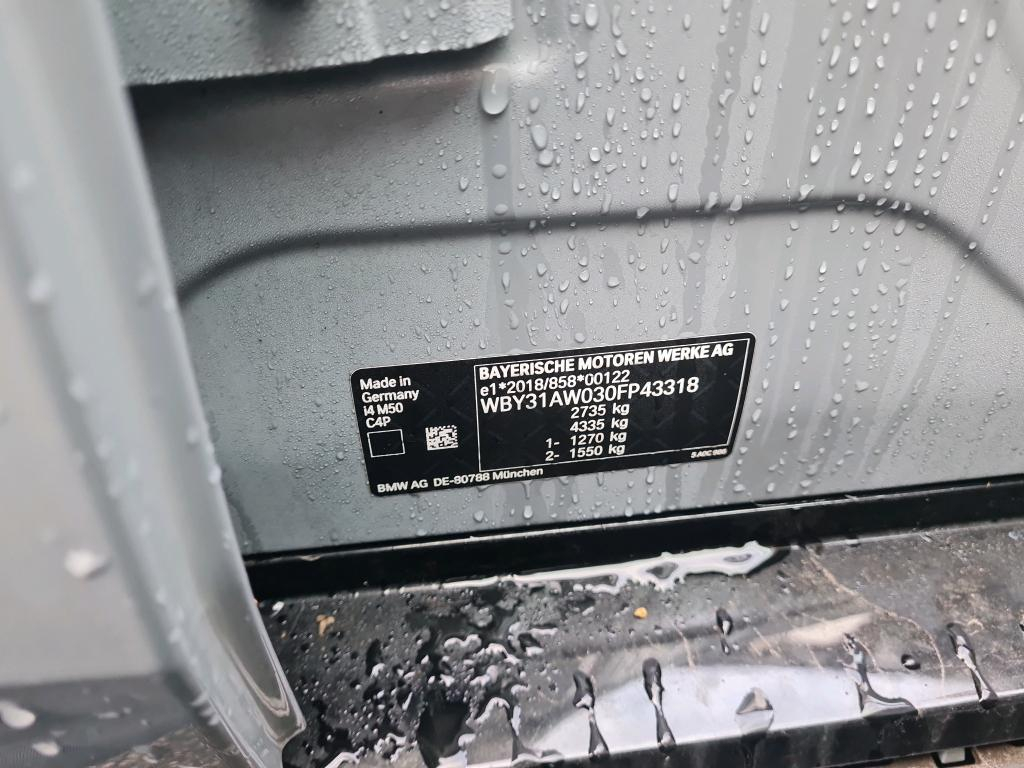 BAYERISCHE MOTOREN WERKE AG
e1*2018/858*00122
WBY31AW030FP43318
2735 kg
4335 kg
1- 1270 kg
2- 1550 kg
Made in
Germany
i4 M50
C4P
BMW AG DE-80788 München